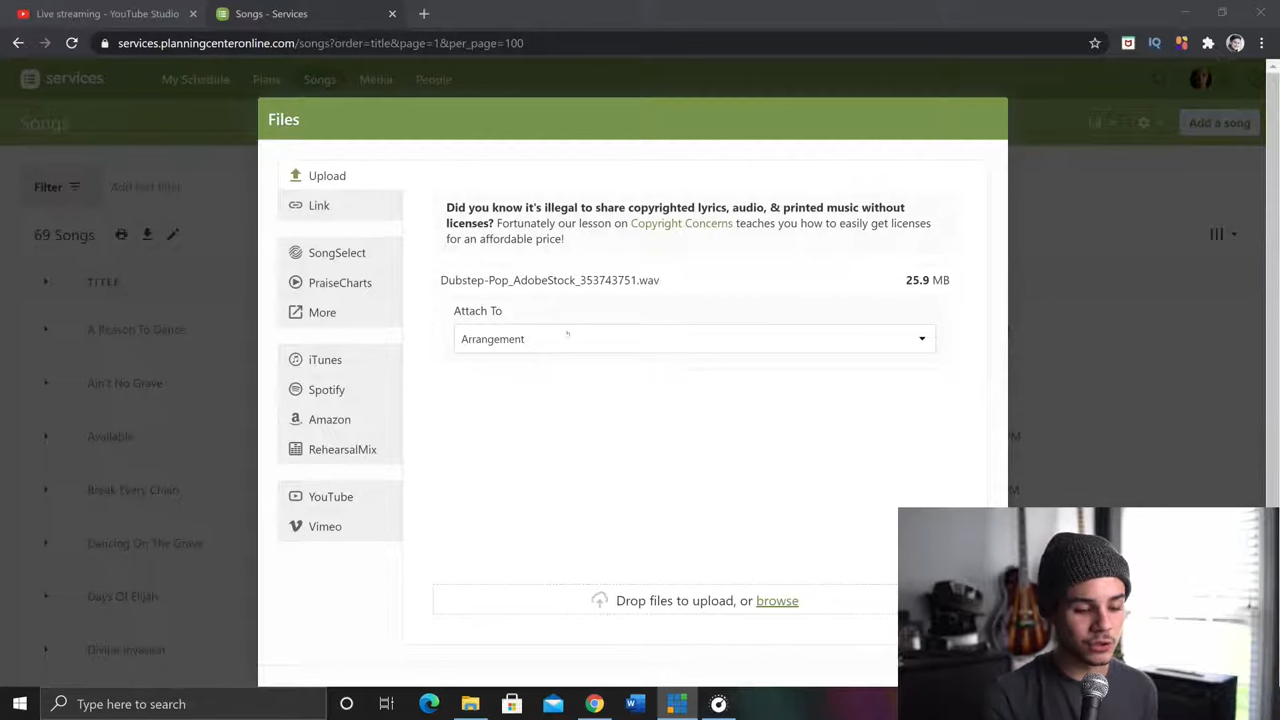 Live streaming - YouTube Studio
Songs - Services
services.planningcenteronline.com/songs?order=title&page=1&per_page=100
services
My Schedule
Plans
Songs
Media
People
Songs
Add a song
Files
Filter
Add text filter
69 Songs
TITLE
A Reason To Dance
Ain't No Grave
Available
Break Every Chain
Dancing On The Grave
Days Of Elijah
Divine Invasion
Upload
Link
SongSelect
PraiseCharts
More
iTunes
Spotify
Amazon
RehearsalMix
YouTube
Vimeo
Did you know it's illegal to share copyrighted lyrics, audio, & printed music without
licenses? Fortunately our lesson on Copyright Concerns teaches you how to easily get licenses
for an affordable price!
Dubstep-Pop_AdobeStock_353743751.wav
25.9 MB
Attach To
Arrangement
Drop files to upload, or browse
Type here to search